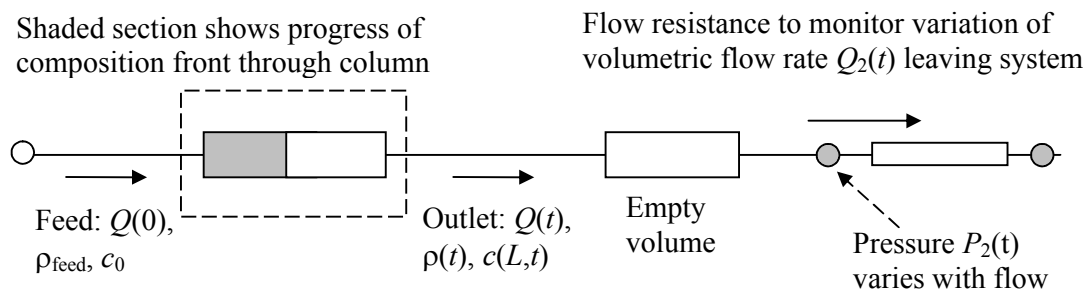 Shaded section shows progress of
composition front through column
Flow resistance to monitor variation of
volumetric flow rate Q₂(t) leaving system
Feed: Q(0),
ρfeed, c₀
Outlet: Q(t),
ρ(t), c(L,t)
Empty
volume
Pressure P₂(t)
varies with flow